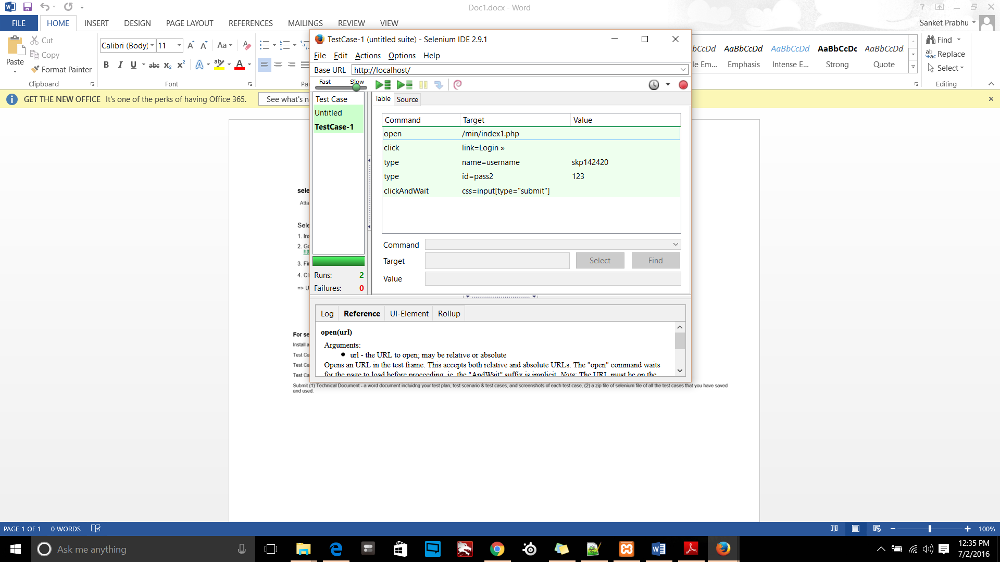 Doc1.docx - Word
FILE HOME INSERT DESIGN PAGE LAYOUT REFERENCES MAILINGS REVIEW VIEW
Sanket Prabhu
Paste
Cut
Copy
Format Painter
Clipboard
Calibri (Body) 11
Font
AaBbCcDd AaBbCcDd AaBbCcDd AaBbCcDc AaBbCcDd
Emphasis Intense E... Strong Quote
Find
Replace
Select
Editing
GET THE NEW OFFICE It's one of the perks of having Office 365.
See what's n
TestCase-1 (untitled suite) - Selenium IDE 2.9.1
File Edit Actions Options Help
Base URL http://localhost/
Fast Slow
Test Case
Untitled
TestCase-1
Table Source
Command Target Value
open /min/index1.php
click link=Login »
type name=username skp142420
type id=pass2 123
clickAndWait css=input[type="submit"]
Command
Target Select Find
Value
Runs: 2
Failures: 0
Log Reference UI-Element Rollup
open(url)
Arguments:
url - the URL to open; may be relative or absolute
Opens an URL in the test frame. This accepts both relative and absolute URLs. The "open" command waits
for the page to load before proceeding, ie. the "AndWait" suffix is implicit. Note: The URL must be on the
sele
Atta
Sele
1. Ins
2. Go
3. Fir
4. Cli
=> U
For se
Install a
Test Ca
Test Ca
Test Ca
Submit (1) Technical Document - a word document incluidng your test plan, test scenario & test cases, and screenshots of each test case, (2) a zip file of selenium file of all the test cases that you have saved
and used.
PAGE 1 OF 1 0 WORDS
100%
Ask me anything
12:35 PM
7/2/2016